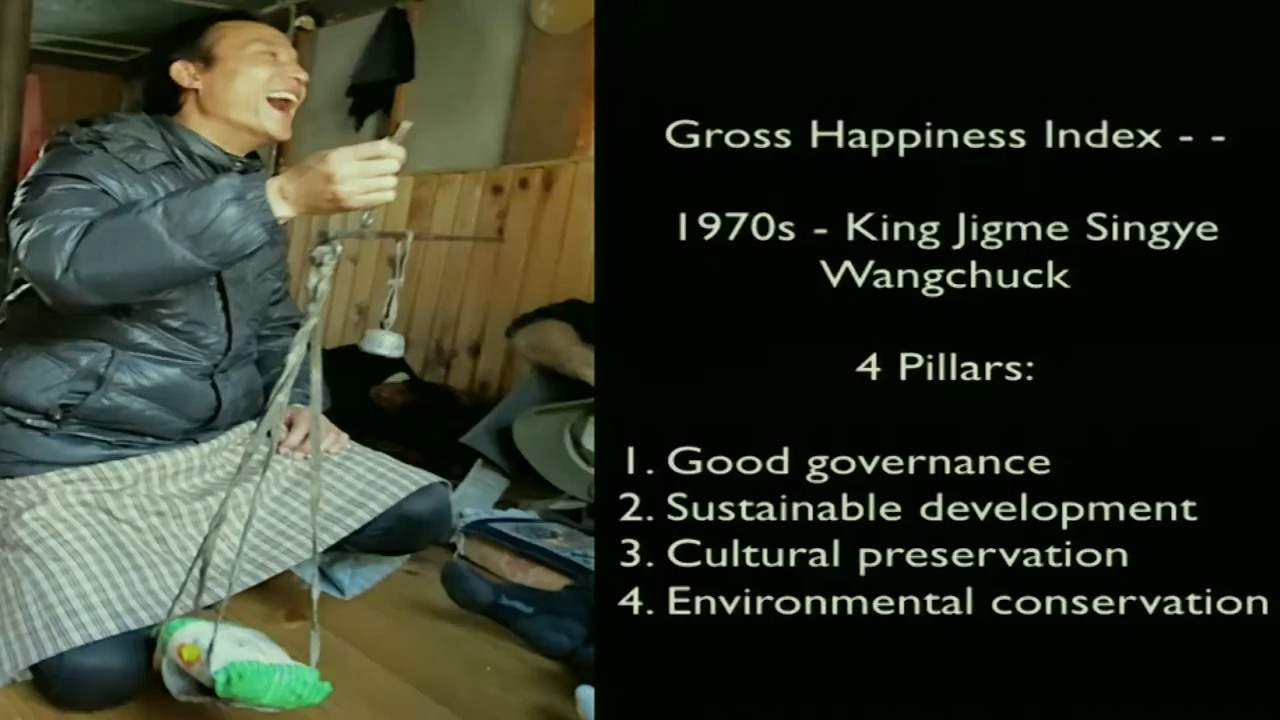 Gross Happiness Index - -
1970s - King Jigme Singye
Wangchuck
4 Pillars:
1. Good governance
2. Sustainable development
3. Cultural preservation
4. Environmental conservation